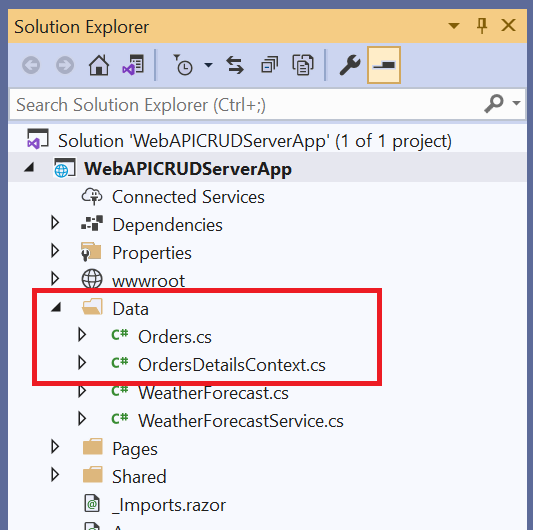 Solution Explorer
Search Solution Explorer (Ctrl+;)
Solution 'WebAPICRUDServerApp' (1 of 1 project)
WebAPICRUDServerApp
Connected Services
Dependencies
Properties
wwwroot
Data
C# Orders.cs
C# OrdersDetailsContext.cs
C# WeatherForecast.cs
C# WeatherForecastService.cs
Pages
Shared
_Imports.razor